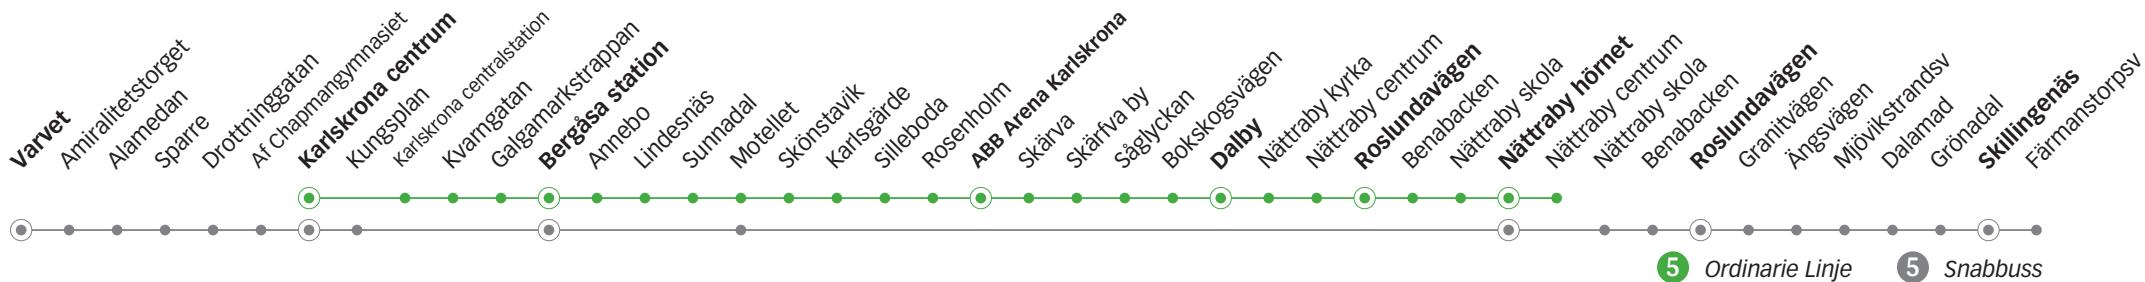 Varvet
Amiralitetstorget
Alamedan
Sparre
Drottninggatan
Af Chapmangymnasiet
Karlskrona centrum
Kungsplan
Karlskrona centralstation
Kvarngatan
Galgamarkstrappan
Bergåsa station
Annebo
Lindesnäs
Sunnadal
Motellet
Skönstavik
Karlsgärde
Silleboda
Rosenholm
ABB Arena Karlskrona
Skärva
Skärfva by
Såglyckan
Bokskogsvägen
Dalby
Nättraby kyrka
Nättraby centrum
Roslundavägen
Benabacken
Nättraby skola
Nättraby hörnet
Nättraby centrum
Nättraby skola
Benabacken
Roslundavägen
Granitvägen
Ängsvägen
Mjövikstrandsv
Dalamad
Grönadal
Skillingenäs
Färmanstorpsv
5 Ordinarie Linje 5 Snabbuss